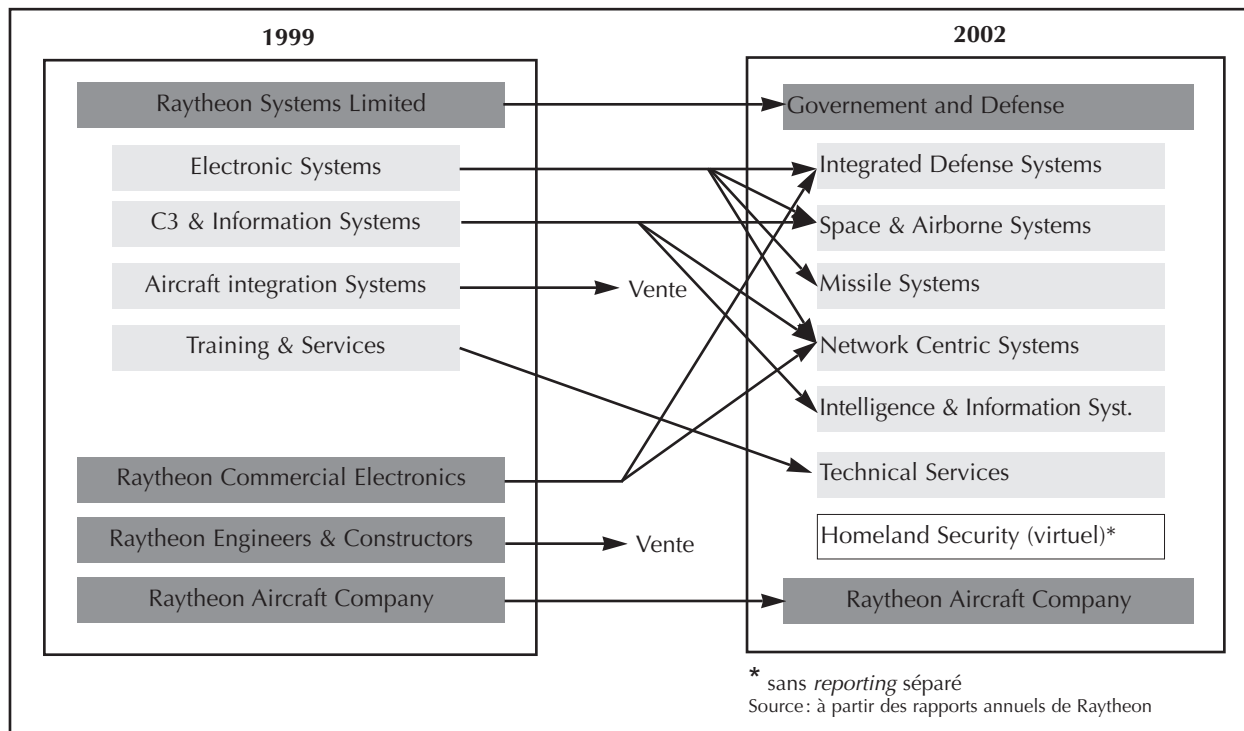 1999
Raytheon Systems Limited
Electronic Systems
C3 & Information Systems
Aircraft integration Systems
Training & Services
Raytheon Commercial Electronics
Raytheon Engineers & Constructors
Raytheon Aircraft Company
Vente
Vente
2002
Governement and Defense
Integrated Defense Systems
Space & Airborne Systems
Missile Systems
Network Centric Systems
Intelligence & Information Syst.
Technical Services
Homeland Security (virtuel)*
Raytheon Aircraft Company
* sans reporting séparé
Source : à partir des rapports annuels de Raytheon